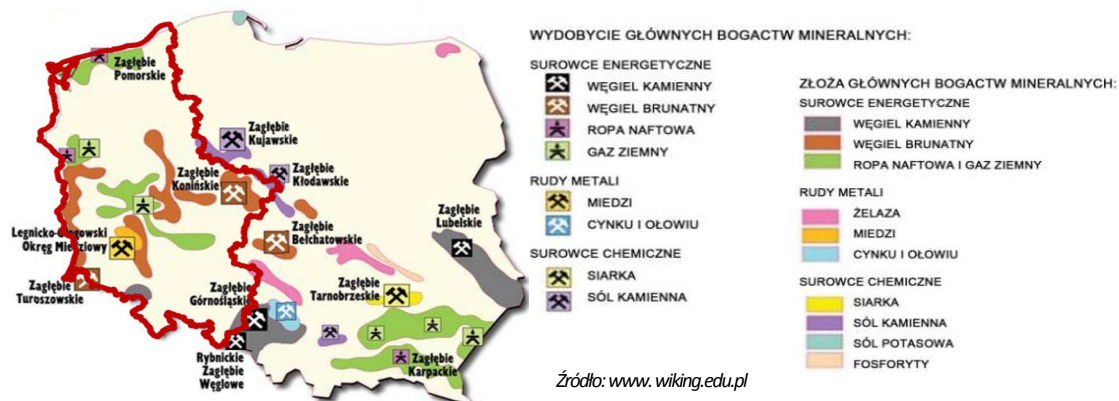 Zagłębie
Pomorskie
Zagłębie
Kujawskie
Zagłębie
Kłodawskie
Zagłębie
Konińskie
Legnicko-Głogowski
Okręg Miedziowy
Zagłębie
Bełchatowskie
Zagłębie
Lubelskie
Zagłębie
Turoszowskie
Zagłębie
Górnośląskie
Zagłębie
Tarnobrzeskie
Rybnickie
Zagłębie
Węglowe
Zagłębie
Karpackie
WYDOBYCIE GŁÓWNYCH BOGACTW MINERALNYCH:
SUROWCE ENERGETYCZNE
WĘGIEL KAMIENNY
WĘGIEL BRUNATNY
ROPA NAFTOWA
GAZ ZIEMNY
RUDY METALI
MIEDZI
CYNKU I OŁOWIU
SUROWCE CHEMICZNE
SIARKA
SÓL KAMIENNA
ZŁOŻA GŁÓWNYCH BOGACTW MINERALNYCH:
SUROWCE ENERGETYCZNE
WĘGIEL KAMIENNY
WĘGIEL BRUNATNY
ROPA NAFTOWA I GAZ ZIEMNY
RUDY METALI
ŻELAZA
MIEDZI
CYNKU I OŁOWIU
SUROWCE CHEMICZNE
SIARKA
SÓL KAMIENNA
SÓL POTASOWA
FOSFORYTY
Źródło: www. wiking.edu.pl